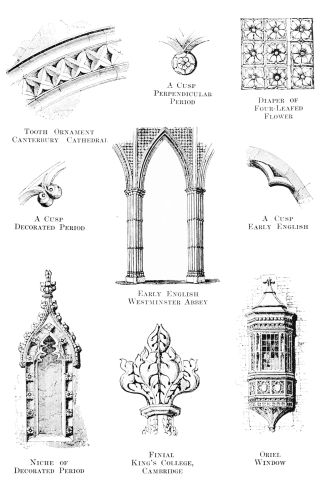 A Cusp
Perpendicular
Period
Diaper of
Four-Leafed
Flower
Tooth Ornament
Canterbury Cathedral
A Cusp
Decorated Period
A Cusp
Early English
Early English
Westminster Abbey
Niche of
Decorated Period
Finial
King's College,
Cambridge
Oriel
Window